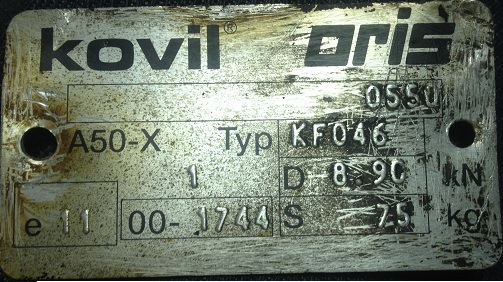 kovil® oris
0550
A50-X Typ KF046
1 D 8.90 kN
e 11 00-1744 S 75 kg